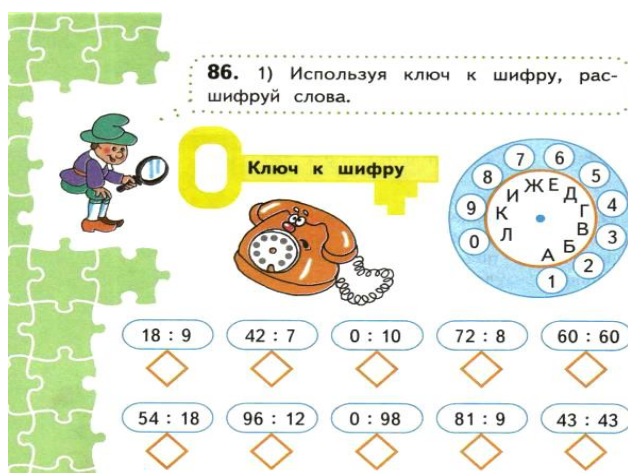 86. 1) Используя ключ к шифру, рас-
шифруй слова.
Ключ к шифру
7 6
8 5
9 4
0 3
1 2
Ж Е
И Д
К Г
Л В
А Б
18 : 9 42 : 7 0 : 10 72 : 8 60 : 60
54 : 18 96 : 12 0 : 98 81 : 9 43 : 43